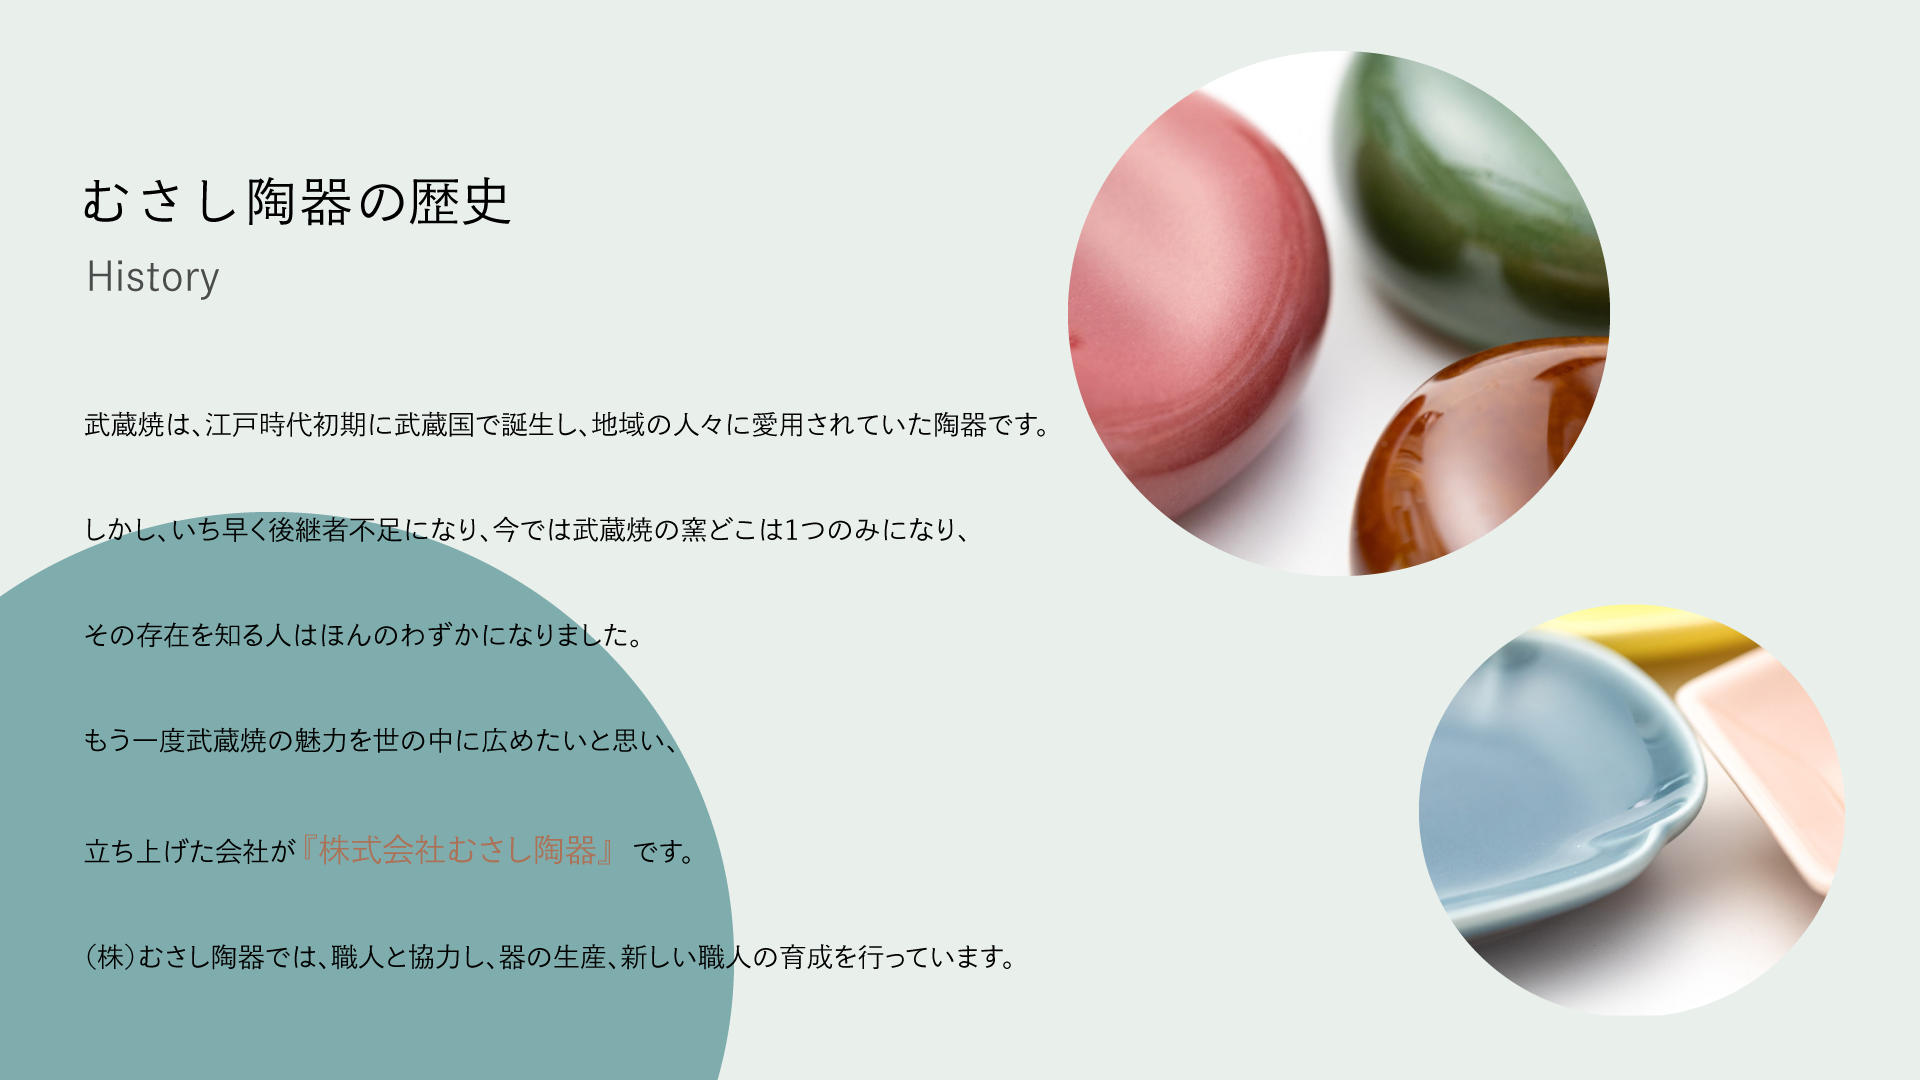 むさし陶器の歴史
History
武蔵焼は、江戸時代初期に武蔵国で誕生し、地域の人々に愛用されていた陶器です。
しかし、いち早く後継者不足になり、今では武蔵焼の窯どこは1つのみになり、
その存在を知る人はほんのわずかになりました。
もう一度武蔵焼の魅力を世の中に広めたいと思い、
立ち上げた会社が『株式会社むさし陶器』 です。
（株）むさし陶器では、職人と協力し、器の生産、新しい職人の育成を行っています。